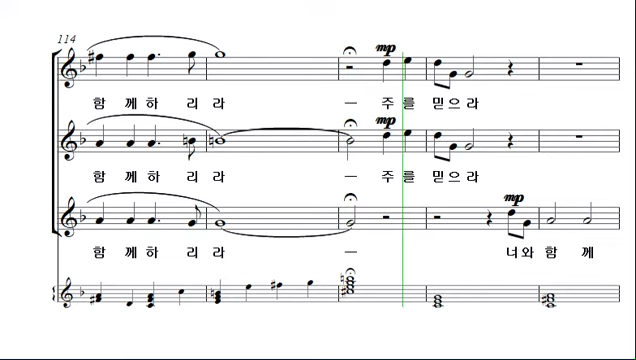 114
mp
함 께 하 리 라 — 주 를 믿 으 라
mp
함 께 하 리 라 — 주 를 믿 으 라
mp
함 께 하 리 라 — 너 와 함 께